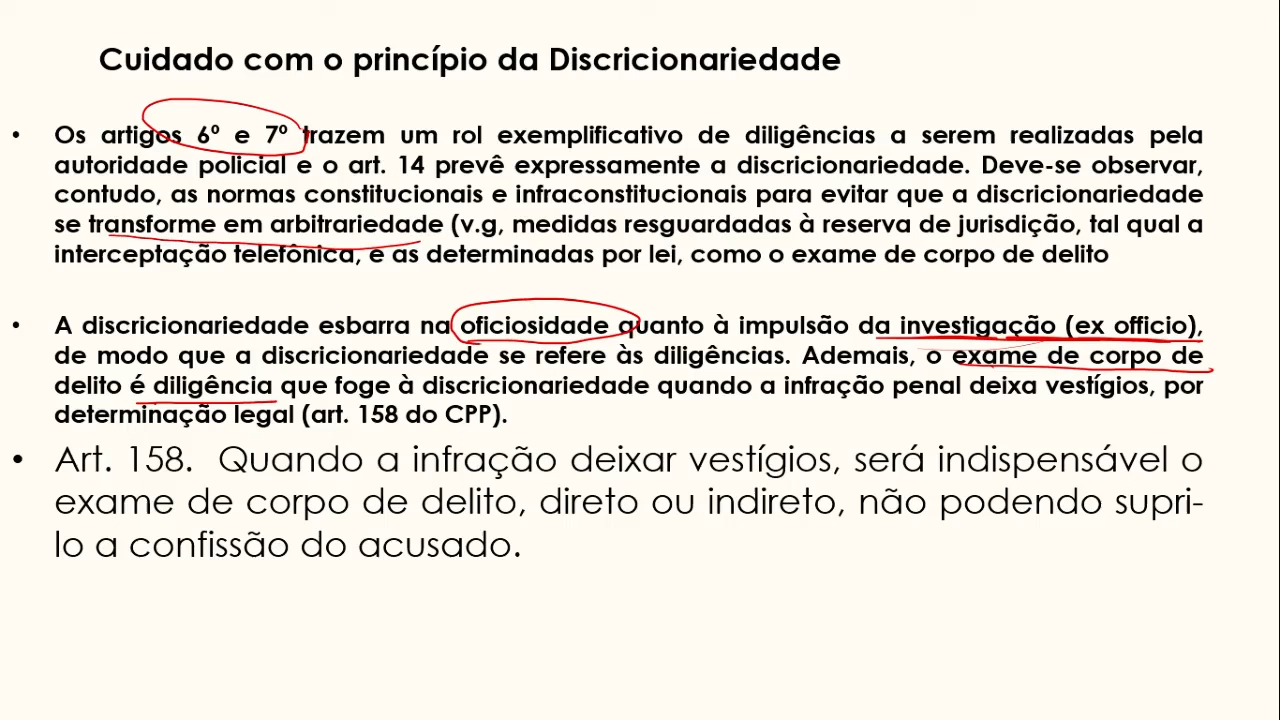 Cuidado com o princípio da Discricionariedade
• Os artigos 6º e 7º trazem um rol exemplificativo de diligências a serem realizadas pela
autoridade policial e o art. 14 prevê expressamente a discricionariedade. Deve-se observar,
contudo, as normas constitucionais e infraconstitucionais para evitar que a discricionariedade
se transforme em arbitrariedade (v.g, medidas resguardadas à reserva de jurisdição, tal qual a
interceptação telefônica, e as determinadas por lei, como o exame de corpo de delito
• A discricionariedade esbarra na oficiosidade quanto à impulsão da investigação (ex officio),
de modo que a discricionariedade se refere às diligências. Ademais, o exame de corpo de
delito é diligência que foge à discricionariedade quando a infração penal deixa vestígios, por
determinação legal (art. 158 do CPP).
• Art. 158. Quando a infração deixar vestígios, será indispensável o
exame de corpo de delito, direto ou indireto, não podendo supri-
lo a confissão do acusado.